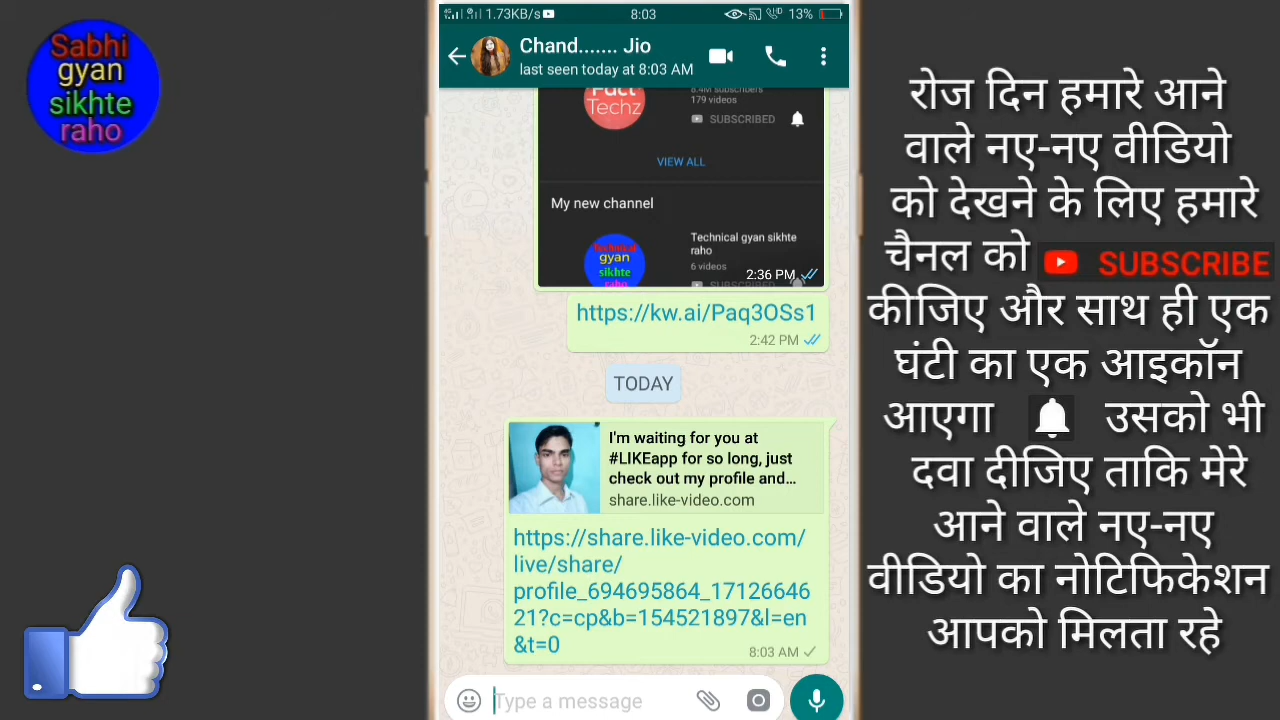 Sabhi
gyan
sikhte
raho
1.73KB/s
8:03
13%
Chand....... Jio
last seen today at 8:03 AM
Fact
Techz
8.4M subscribers
179 videos
SUBSCRIBED
VIEW ALL
My new channel
Technical gyan sikhte
raho
6 videos
gyan
sikhte
raho
2:36 PM
SUBSCRIBED
https://kw.ai/Paq3OSs1
2:42 PM
TODAY
I'm waiting for you at
#LIKEapp for so long, just
check out my profile and…
share.like-video.com
https://share.like-video.com/
live/share/
profile_694695864_17126646
21?c=cp&b=154521897&l=en
&t=0
8:03 AM
Type a message
रोज दिन हमारे आने
वाले नए-नए वीडियो
को देखने के लिए हमारे
चैनल को SUBSCRIBE
कीजिए और साथ ही एक
घंटी का एक आइकॉन
आएगा उसको भी
दवा दीजिए ताकि मेरे
आने वाले नए-नए
वीडियो का नोटिफिकेशन
आपको मिलता रहे